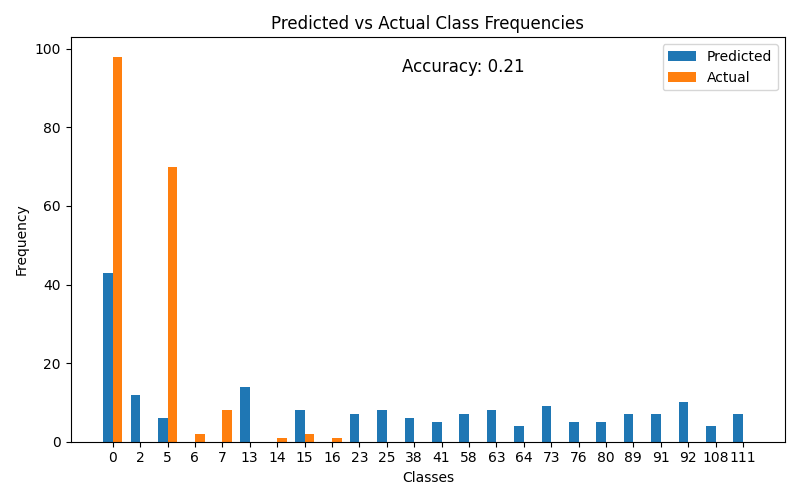 Predicted vs Actual Class Frequencies
Accuracy: 0.21
Predicted
Actual
Frequency
100
80
60
40
20
0
0 2 5 6 7 13 14 15 16 23 25 38 41 58 63 64 73 76 80 89 91 92 108 111
Classes